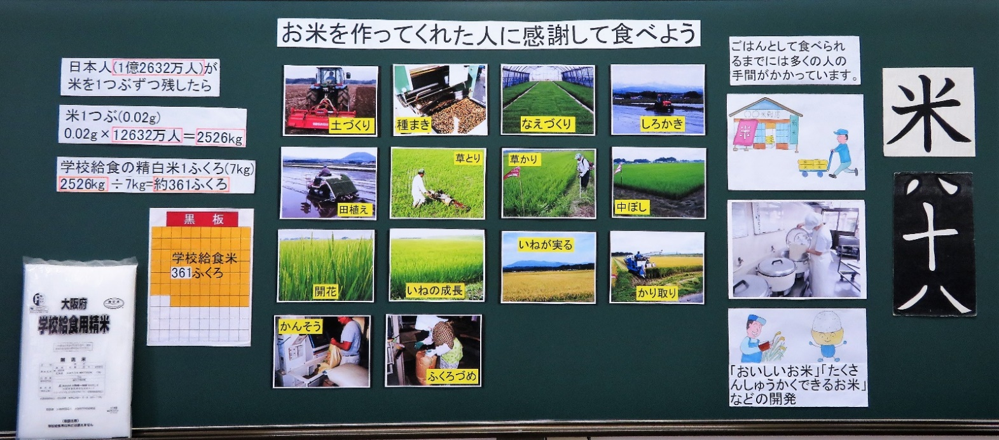 お米を作ってくれた人に感謝して食べよう
日本人(1億2632万人)が
米を1つぶずつ残したら
米1つぶ(0.02g)
0.02g×12632万人=2526kg
学校給食の精白米1ふくろ(7kg)
2526kg÷7kg=約361ふくろ
黒 板
学校給食米
361ふくろ
大阪府
学校給食用精米
無洗米
土づくり
種まき
なえづくり
しろかき
田植え
草とり
草かり
中ぼし
開花
いねの成長
いねが実る
かり取り
かんそう
ふくろづめ
ごはんとして食べられ
るまでには多くの人の
手間がかかっています。
米
「おいしいお米」「たくさ
んしゅうかくできるお米」
などの開発
米
八
十
八